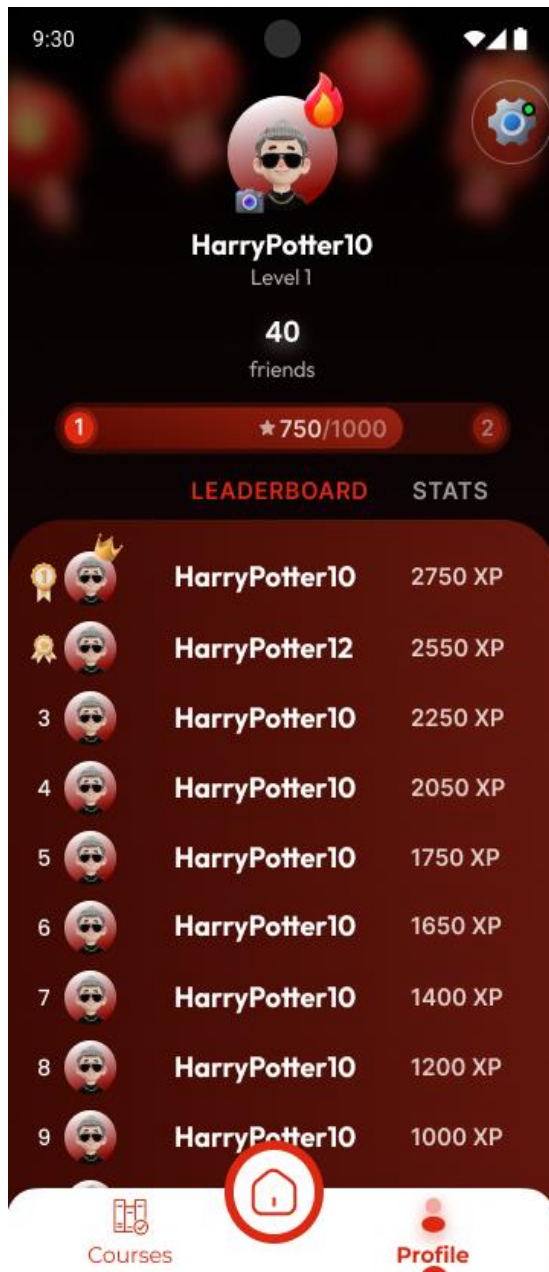 9:30
HarryPotter10
Level 1
40
friends
1 ★750/1000 2
LEADERBOARD STATS
1 HarryPotter10 2750 XP
HarryPotter12 2550 XP
3 HarryPotter10 2250 XP
4 HarryPotter10 2050 XP
5 HarryPotter10 1750 XP
6 HarryPotter10 1650 XP
7 HarryPotter10 1400 XP
8 HarryPotter10 1200 XP
9 HarryPotter10 1000 XP
Courses Profile